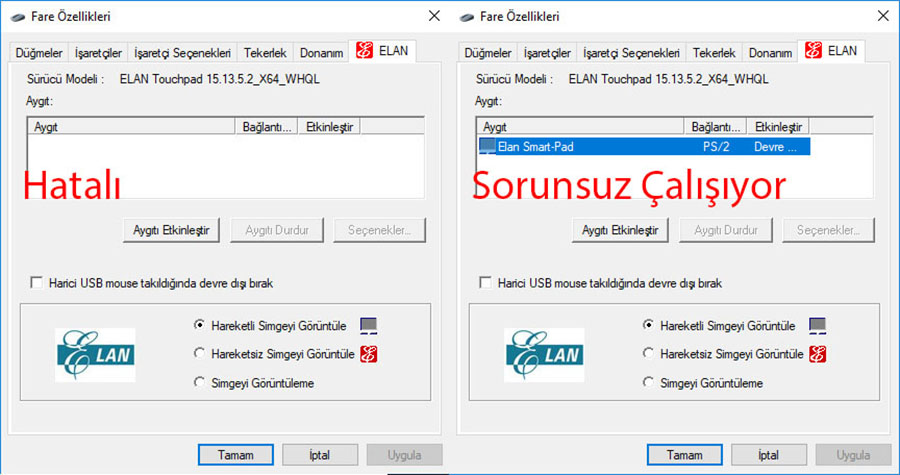 Fare Özellikleri
Düğmeler İşaretçiler İşaretçi Seçenekleri Tekerlek Donanım ELAN
Sürücü Modeli : ELAN Touchpad 15.13.5.2_X64_WHQL
Aygıt:
Aygıt Bağlantı... Etkinleştir
Hatalı
Aygıtı Etkinleştir Aygıtı Durdur Seçenekler...
Harici USB mouse takıldığında devre dışı bırak
Hareketli Simgeyi Görüntüle
ELAN Hareketsiz Simgeyi Görüntüle
Simgeyi Görüntüleme
Tamam İptal Uygula
Fare Özellikleri
Düğmeler İşaretçiler İşaretçi Seçenekleri Tekerlek Donanım ELAN
Sürücü Modeli : ELAN Touchpad 15.13.5.2_X64_WHQL
Aygıt:
Aygıt Bağlantı... Etkinleştir
Elan Smart-Pad PS/2 Devre ...
Sorunsuz Çalışıyor
Aygıtı Etkinleştir Aygıtı Durdur Seçenekler...
Harici USB mouse takıldığında devre dışı bırak
Hareketli Simgeyi Görüntüle
ELAN Hareketsiz Simgeyi Görüntüle
Simgeyi Görüntüleme
Tamam İptal Uygula